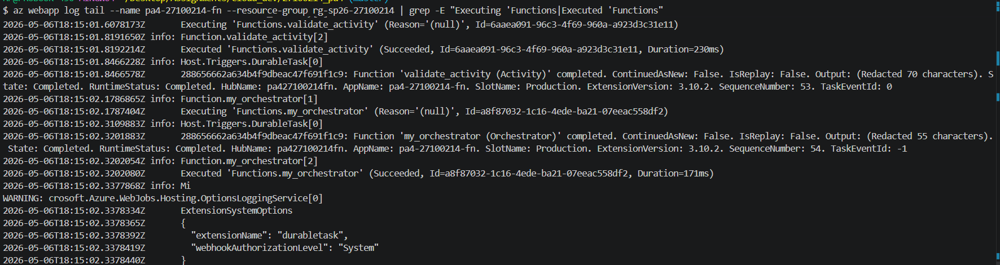 $ az webapp log tail --name pa4-27100214-fn --resource-group rg-sp26-27100214 | grep -E "Executing 'Functions|Executed 'Functions"
2026-05-06T18:15:01.6078173Z      Executing 'Functions.validate_activity' (Reason='(null)', Id=6aaea091-96c3-4f69-960a-a923d3c31e11)
2026-05-06T18:15:01.8191650Z info: Function.validate_activity[2]
2026-05-06T18:15:01.8192214Z      Executed 'Functions.validate_activity' (Succeeded, Id=6aaea091-96c3-4f69-960a-a923d3c31e11, Duration=230ms)
2026-05-06T18:15:01.8466228Z info: Host.Triggers.DurableTask[0]
2026-05-06T18:15:01.8466578Z      288656662a634b4f9dbeac47f691f1c9: Function 'validate_activity (Activity)' completed. ContinuedAsNew: False. IsReplay: False. Output: (Redacted 70 characters). S
tate: Completed. RuntimeStatus: Completed. HubName: pa427100214fn. AppName: pa4-27100214-fn. SlotName: Production. ExtensionVersion: 3.10.2. SequenceNumber: 53. TaskEventId: 0
2026-05-06T18:15:02.1786865Z info: Function.my_orchestrator[1]
2026-05-06T18:15:02.1787404Z      Executing 'Functions.my_orchestrator' (Reason='(null)', Id=a8f87032-1c16-4ede-ba21-07eeac558df2)
2026-05-06T18:15:02.3109883Z info: Host.Triggers.DurableTask[0]
2026-05-06T18:15:02.3201883Z      288656662a634b4f9dbeac47f691f1c9: Function 'my_orchestrator (Orchestrator)' completed. ContinuedAsNew: False. IsReplay: False. Output: (Redacted 55 characters).
 State: Completed. RuntimeStatus: Completed. HubName: pa427100214fn. AppName: pa4-27100214-fn. SlotName: Production. ExtensionVersion: 3.10.2. SequenceNumber: 54. TaskEventId: -1
2026-05-06T18:15:02.3202054Z info: Function.my_orchestrator[2]
2026-05-06T18:15:02.3202080Z      Executed 'Functions.my_orchestrator' (Succeeded, Id=a8f87032-1c16-4ede-ba21-07eeac558df2, Duration=171ms)
2026-05-06T18:15:02.3377868Z info: Mi
WARNING: crosoft.Azure.WebJobs.Hosting.OptionsLoggingService[0]
2026-05-06T18:15:02.3378334Z      ExtensionSystemOptions
2026-05-06T18:15:02.3378365Z      {
2026-05-06T18:15:02.3378392Z        "extensionName": "durabletask",
2026-05-06T18:15:02.3378419Z        "webhookAuthorizationLevel": "System"
2026-05-06T18:15:02.3378440Z      }